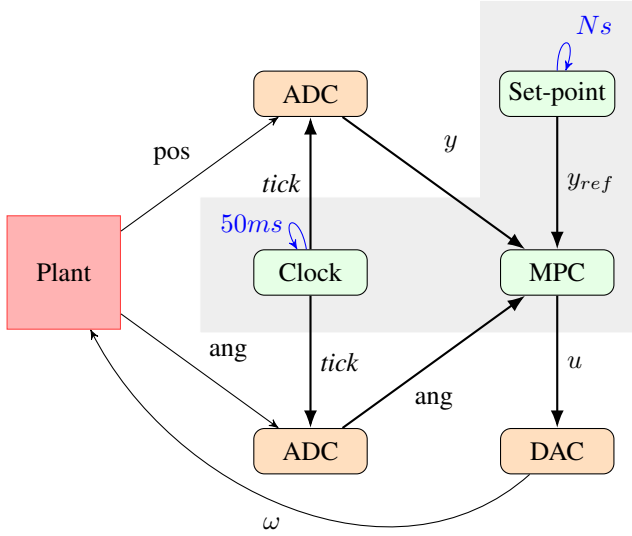 Ns
ADC
Set-point
pos
y
tick
y_ref
50ms
Plant
Clock
MPC
ang
tick
u
ang
ADC
DAC
ω